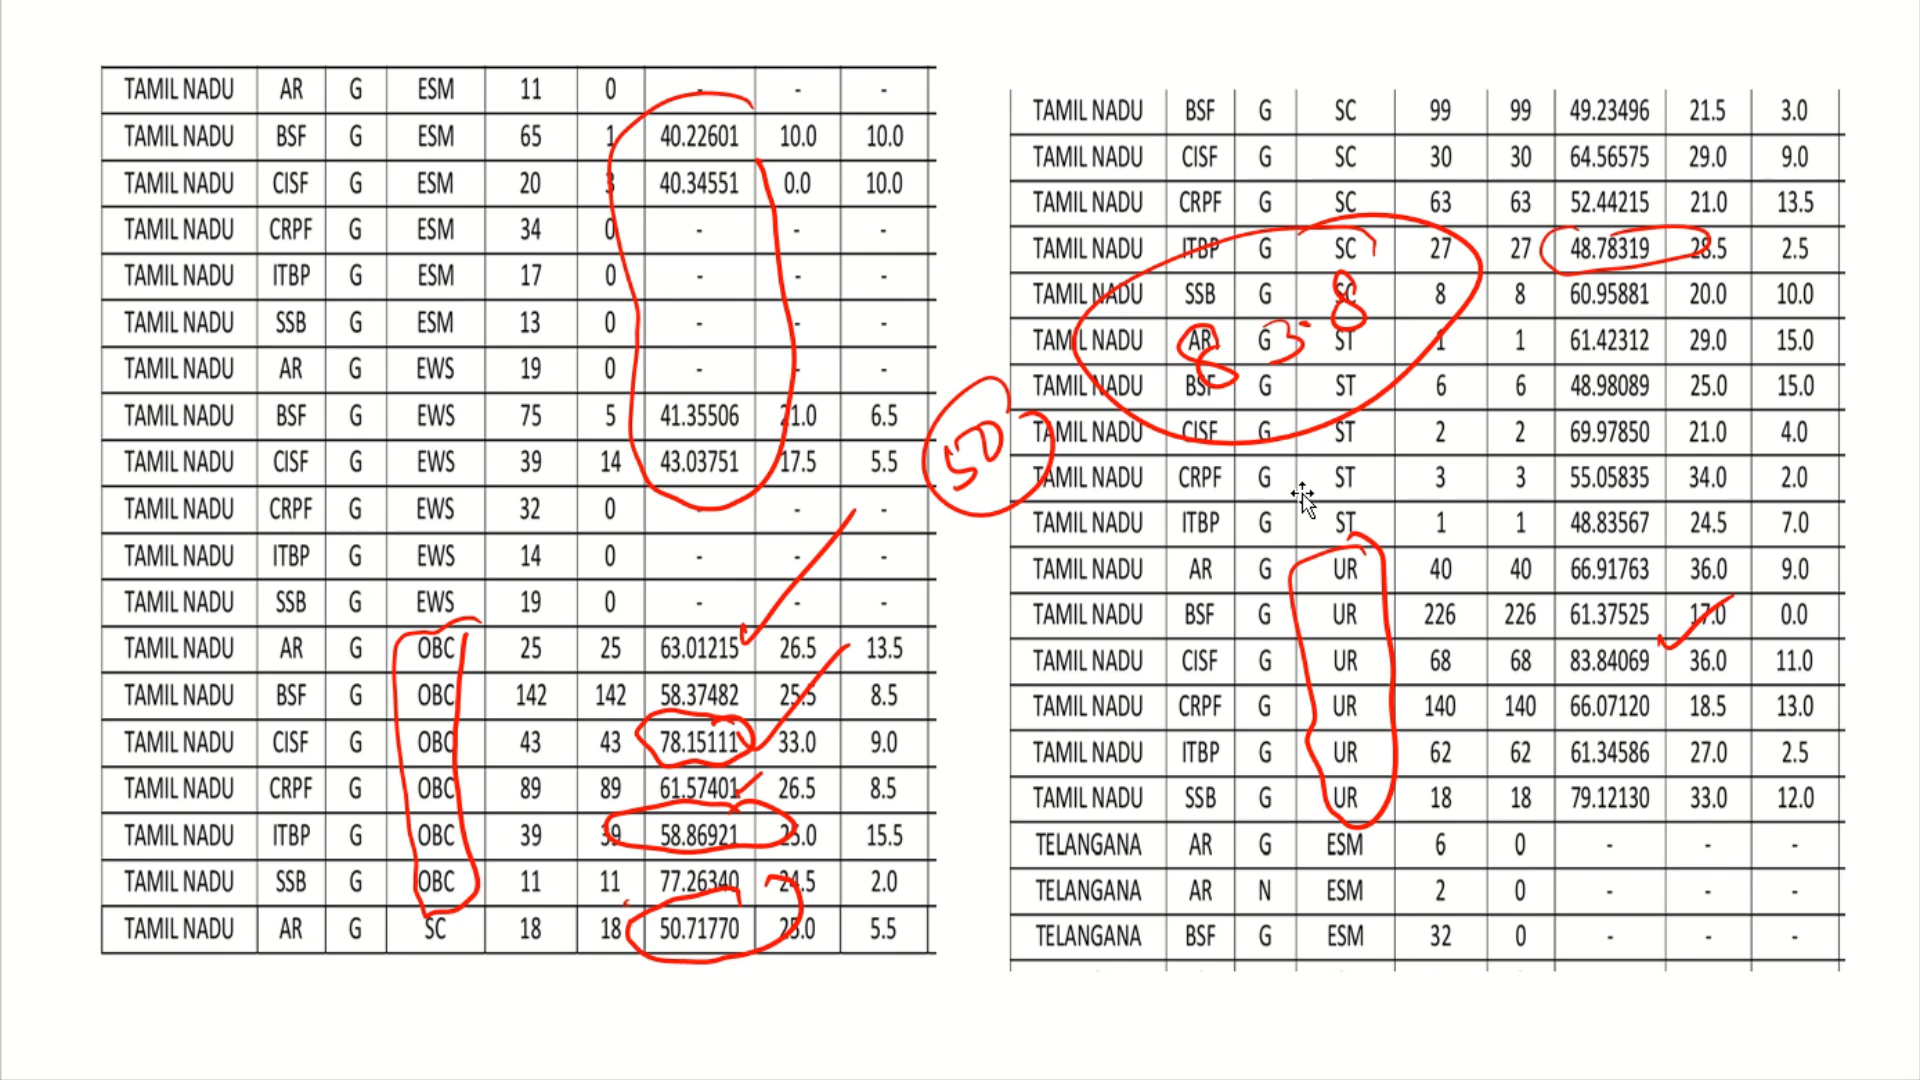 TAMIL NADU AR G ESM 11 0 - - -
TAMIL NADU BSF G ESM 65 1 40.22601 10.0 10.0
TAMIL NADU CISF G ESM 20 3 40.34551 0.0 10.0
TAMIL NADU CRPF G ESM 34 0 - - -
TAMIL NADU ITBP G ESM 17 0 - - -
TAMIL NADU SSB G ESM 13 0 - - -
TAMIL NADU AR G EWS 19 0 - - -
TAMIL NADU BSF G EWS 75 5 41.35506 21.0 6.5
TAMIL NADU CISF G EWS 39 14 43.03751 17.5 5.5
TAMIL NADU CRPF G EWS 32 0 - - -
TAMIL NADU ITBP G EWS 14 0 - - -
TAMIL NADU SSB G EWS 19 0 - - -
TAMIL NADU AR G OBC 25 25 63.01215 26.5 13.5
TAMIL NADU BSF G OBC 142 142 58.37482 25.5 8.5
TAMIL NADU CISF G OBC 43 43 78.15111 33.0 9.0
TAMIL NADU CRPF G OBC 89 89 61.57401 26.5 8.5
TAMIL NADU ITBP G OBC 39 39 58.86921 25.0 15.5
TAMIL NADU SSB G OBC 11 11 77.26340 24.5 2.0
TAMIL NADU AR G SC 18 18 50.71770 25.0 5.5
50
TAMIL NADU BSF G SC 99 99 49.23496 21.5 3.0
TAMIL NADU CISF G SC 30 30 64.56575 29.0 9.0
TAMIL NADU CRPF G SC 63 63 52.44215 21.0 13.5
TAMIL NADU ITBP G SC 27 27 48.78319 28.5 2.5
TAMIL NADU SSB G SC 8 8 60.95881 20.0 10.0
TAMIL NADU AR G ST 1 1 61.42312 29.0 15.0
83.8
TAMIL NADU BSF G ST 6 6 48.98089 25.0 15.0
TAMIL NADU CISF G ST 2 2 69.97850 21.0 4.0
TAMIL NADU CRPF G ST 3 3 55.05835 34.0 2.0
TAMIL NADU ITBP G ST 1 1 48.83567 24.5 7.0
TAMIL NADU AR G UR 40 40 66.91763 36.0 9.0
TAMIL NADU BSF G UR 226 226 61.37525 17.0 0.0
TAMIL NADU CISF G UR 68 68 83.84069 36.0 11.0
TAMIL NADU CRPF G UR 140 140 66.07120 18.5 13.0
TAMIL NADU ITBP G UR 62 62 61.34586 27.0 2.5
TAMIL NADU SSB G UR 18 18 79.12130 33.0 12.0
TELANGANA AR G ESM 6 0 - - -
TELANGANA AR N ESM 2 0 - - -
TELANGANA BSF G ESM 32 0 - - -